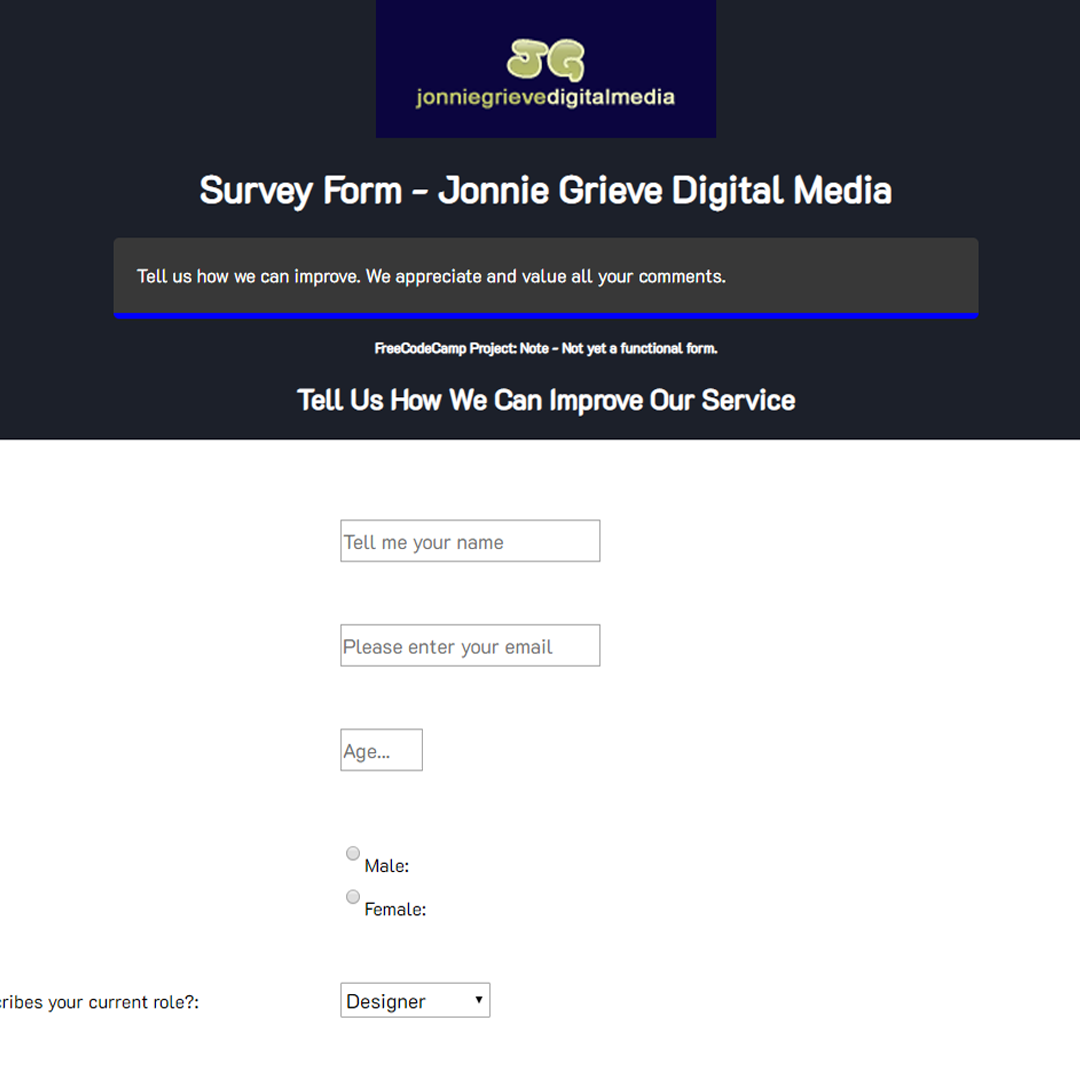 JG
jonniegrievedigitalmedia
Survey Form - Jonnie Grieve Digital Media
Tell us how we can improve. We appreciate and value all your comments.
FreeCodeCamp Project: Note - Not yet a functional form.
Tell Us How We Can Improve Our Service
Tell me your name
Please enter your email
Age...
Male:
Female:
your current role?: Designer